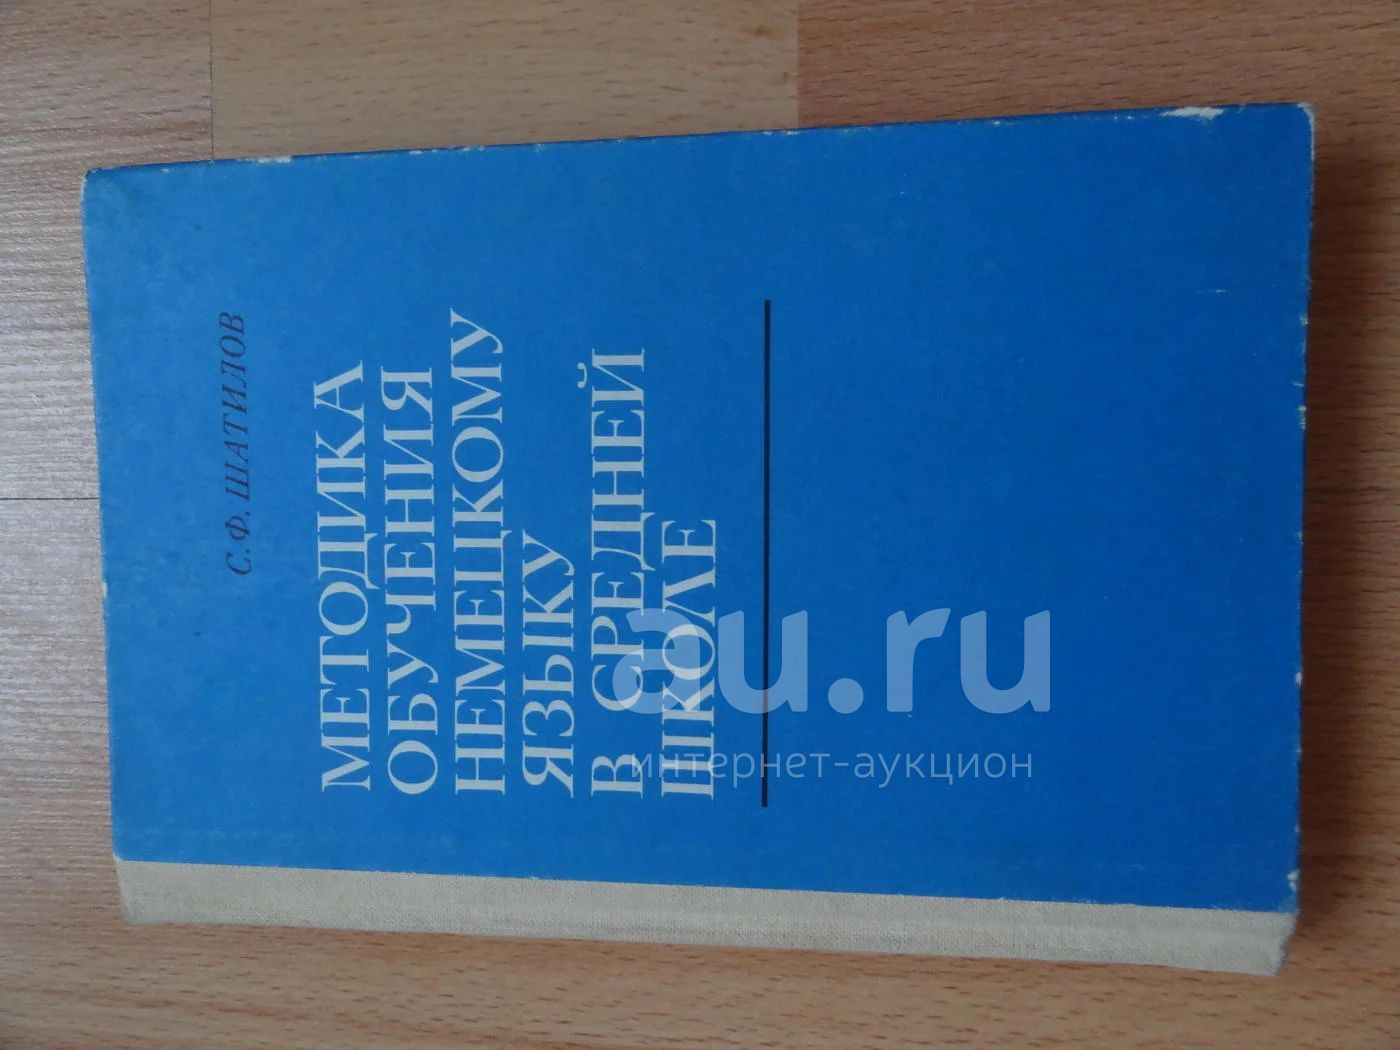 С. Ф. ШАТИЛОВ
МЕТОДИКА
ОБУЧЕНИЯ
НЕМЕЦКОМУ
ЯЗЫКУ
В СРЕДНЕЙ
ШКОЛЕ
au.ru
интернет-аукцион